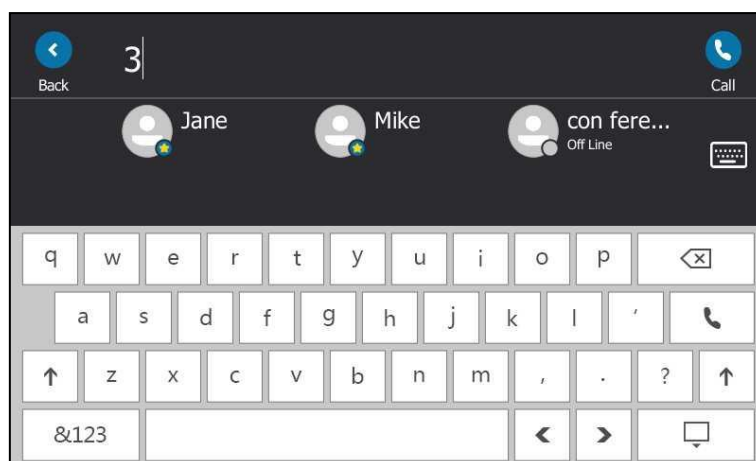 3
Back
Call
Jane
Mike
con fere...
Off Line
q w e r t y u i o p
a s d f g h j k l '
z x c v b n m , . ?
&123